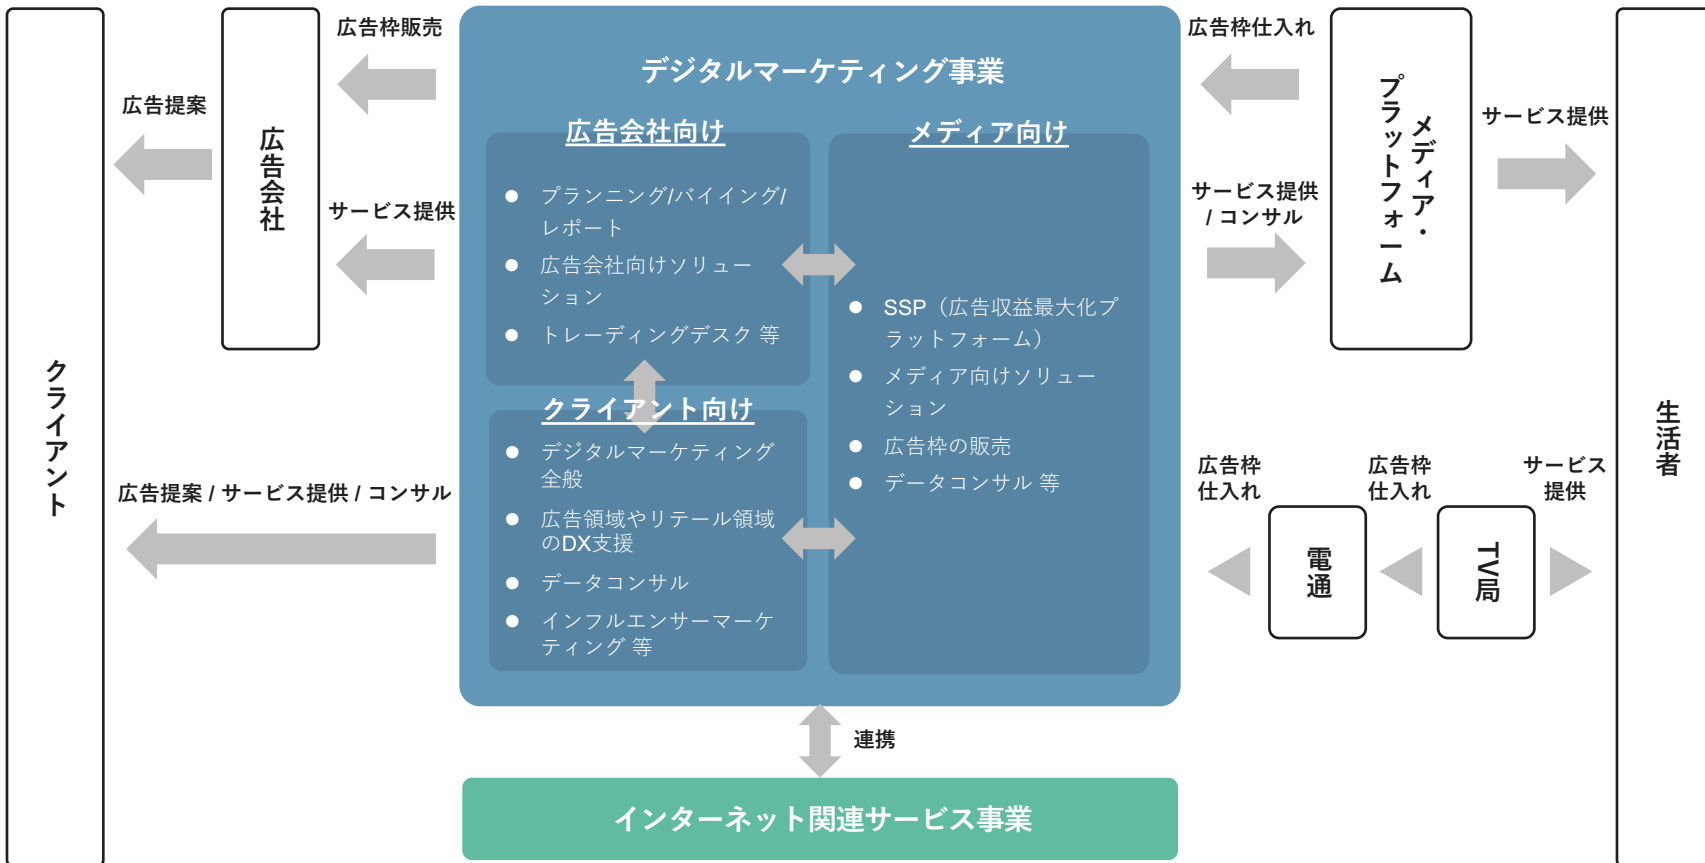 クライアント
広告提案
広告会社
広告枠販売
サービス提供
広告提案 / サービス提供 / コンサル
デジタルマーケティング事業
広告会社向け
プランニング/バイイング/
レポート
広告会社向けソリュー
ション
トレーディングデスク 等
クライアント向け
デジタルマーケティング
全般
広告領域やリテール領域
のDX支援
データコンサル
インフルエンサーマーケ
ティング 等
メディア向け
SSP（広告収益最大化プ
ラットフォーム）
メディア向けソリュー
ション
広告枠の販売
データコンサル 等
連携
インターネット関連サービス事業
広告枠仕入れ
サービス提供
/ コンサル
メディア・
プラットフォーム
サービス提供
広告枠
仕入れ
電通
広告枠
仕入れ
TV局
サービス
提供
生活者